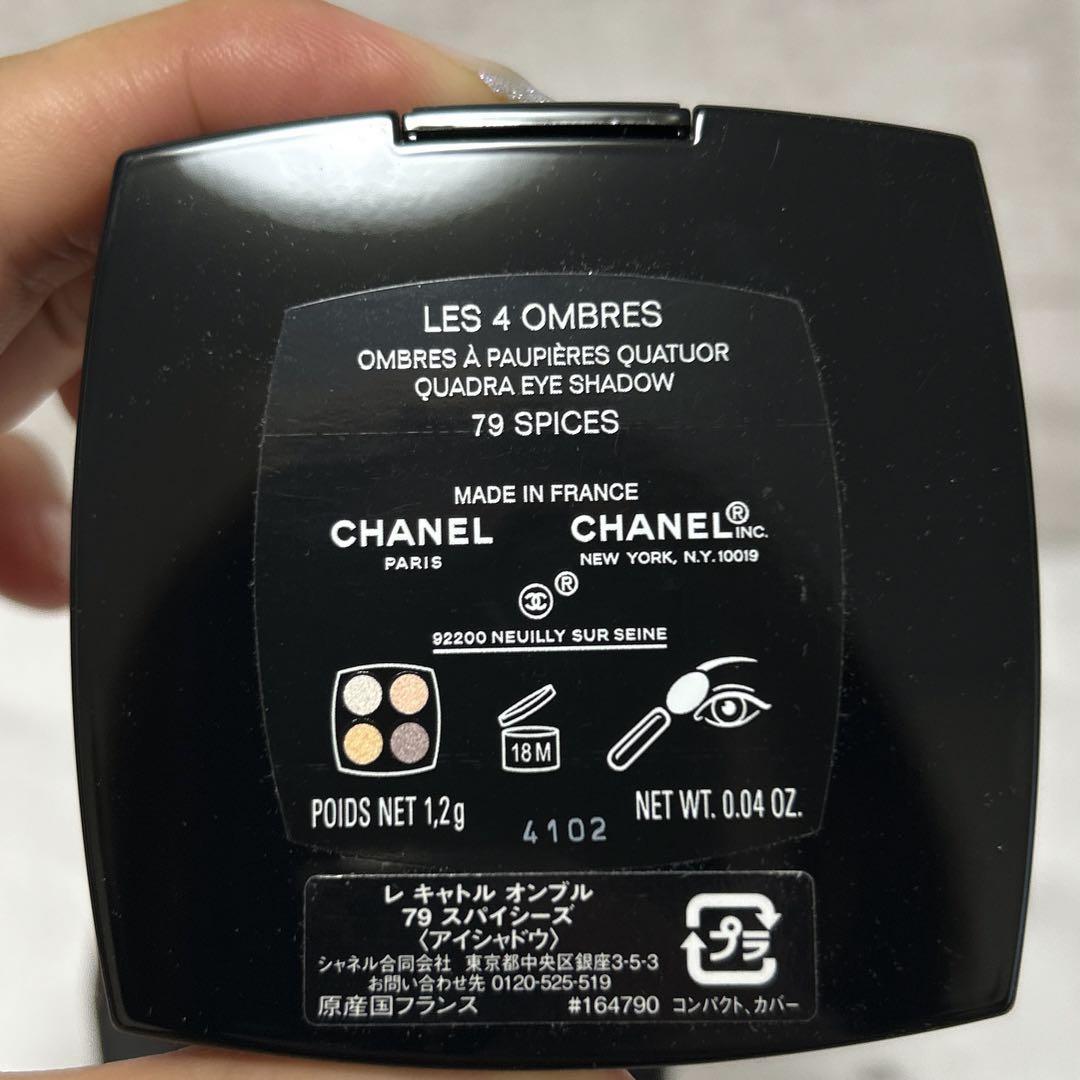 LES 4 OMBRES
OMBRES À PAUPIÈRES QUATUOR
QUADRA EYE SHADOW
79 SPICES
MADE IN FRANCE
CHANEL
PARIS
CHANEL® INC.
NEW YORK, N.Y. 10019
®
92200 NEUILLY SUR SEINE
18 M
POIDS NET 1,2g
NET WT. 0.04 OZ.
4102
レ キャトル オンブル
79 スパイシーズ
〈アイシャドウ〉
シャネル合同会社 東京都中央区銀座3-5-3
お問い合わせ先 0120-525-519
原産国フランス #164790
プラ
コンパクト、カバー